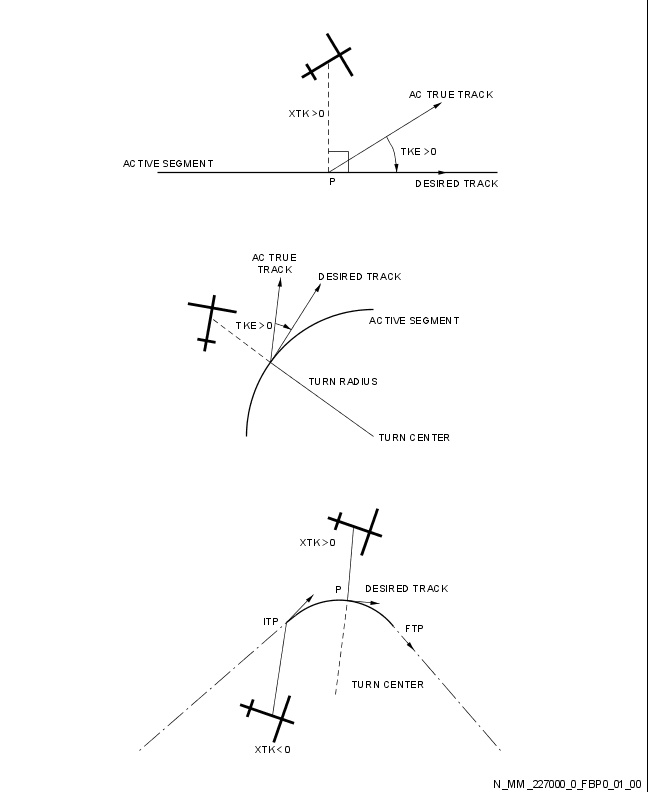 AC TRUE TRACK
XTK>0
TKE >0
ACTIVE SEGMENT
P
DESIRED TRACK
AC TRUE
TRACK
DESIRED TRACK
TKE>0
ACTIVE SEGMENT
TURN RADIUS
TURN CENTER
XTK>0
P
DESIRED TRACK
ITP
FTP
TURN CENTER
XTK<0
N_MM_227000_0_FBP0_01_00